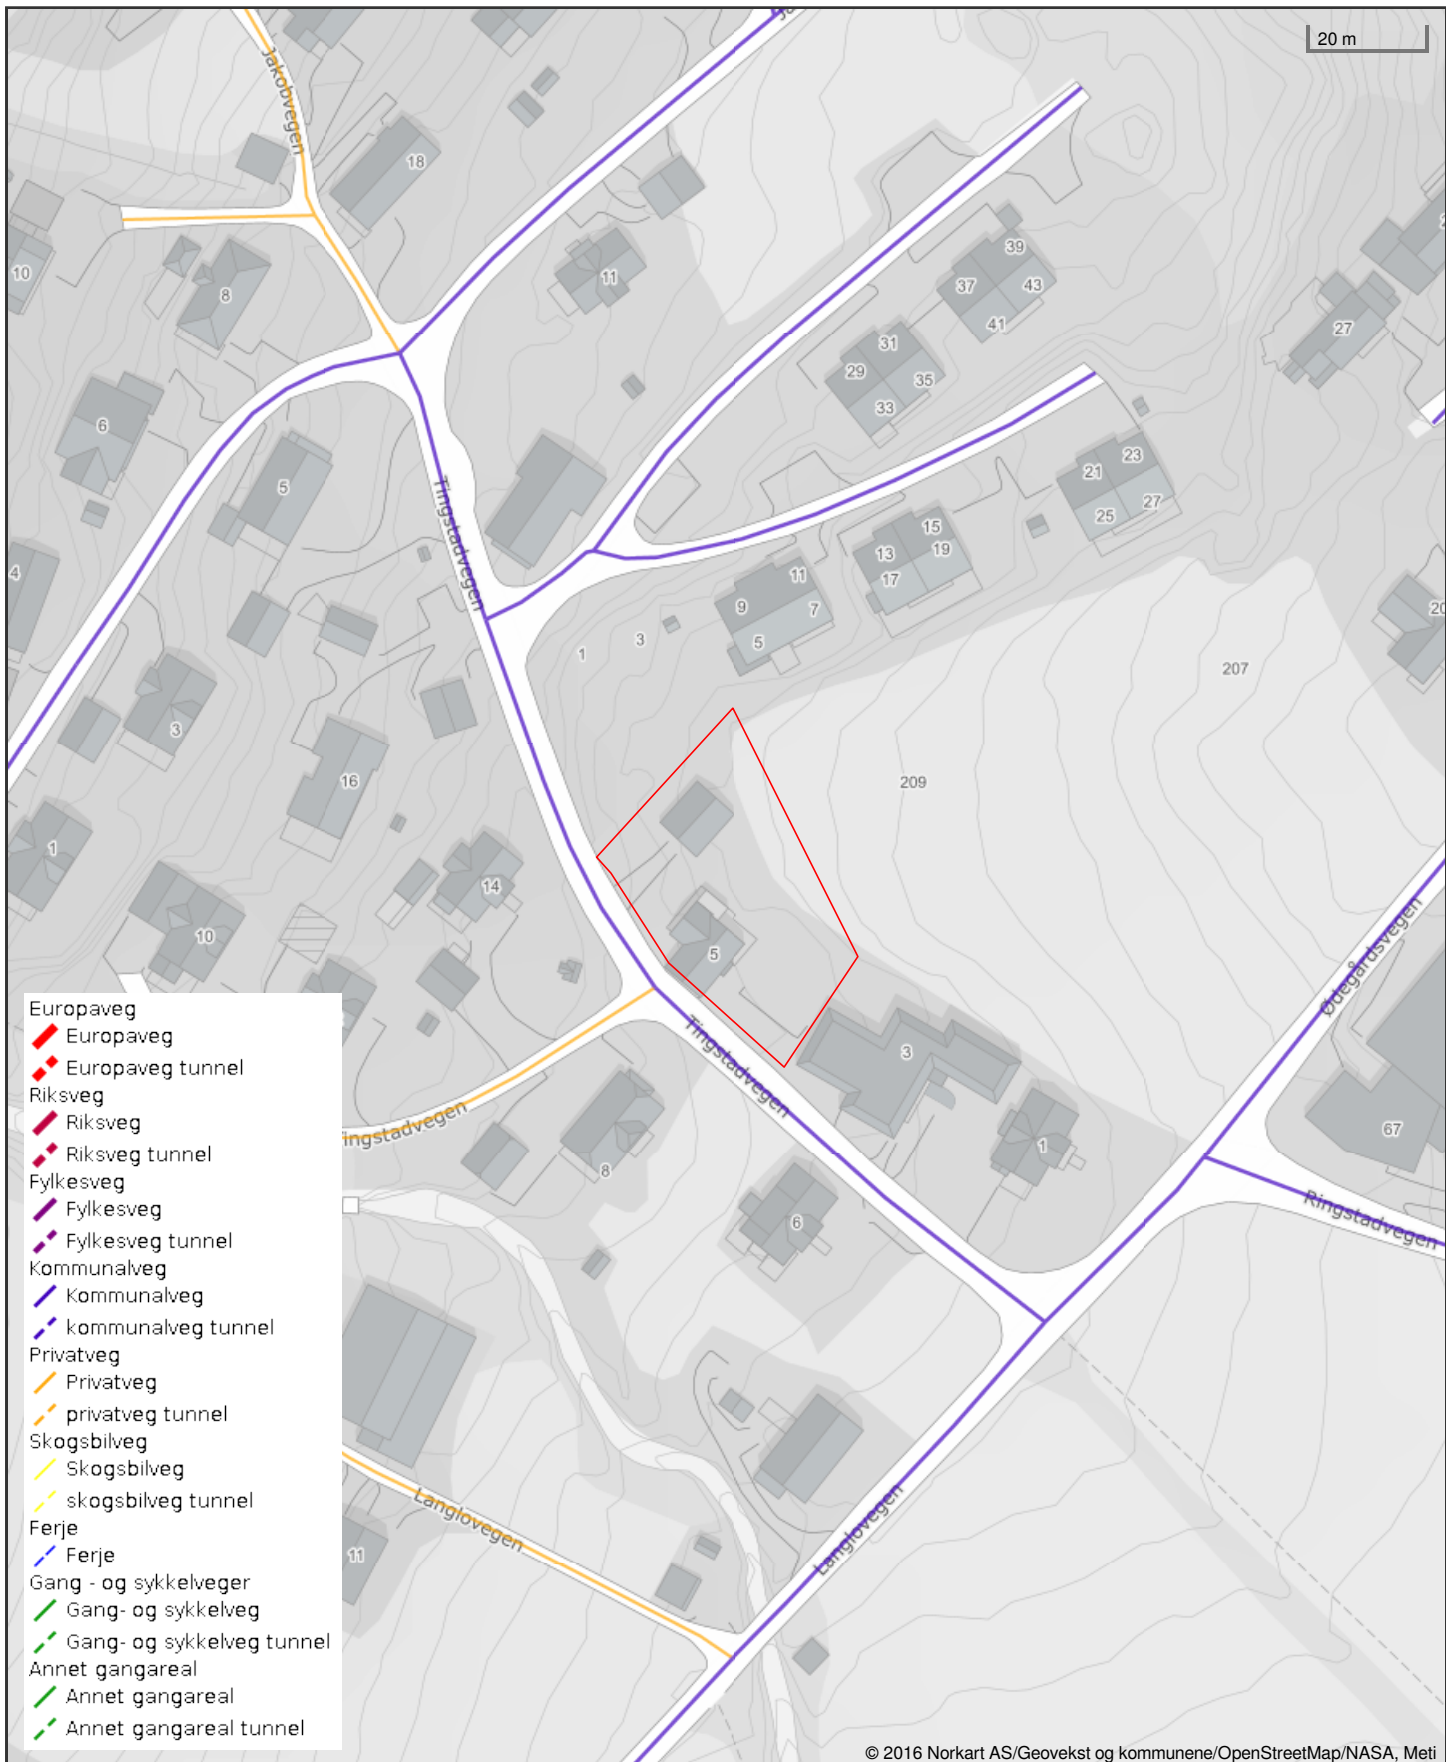 20 m
Jakobvegen
18
11
10
8
39
37
43
41
31
29
35
33
27
6
5
Tingstadvegen
23
21
27
25
15
13
19
17
11
9
7
5
3
1
4
20
207
3
16
209
1
14
10
5
Ødegårdsvegen
Tingstadvegen
3
1
67
ingstadvegen
8
6
Ringstadvegen
Langlovegen
11
Langlovegen
Europaveg
Europaveg
Europaveg tunnel
Riksveg
Riksveg
Riksveg tunnel
Fylkesveg
Fylkesveg
Fylkesveg tunnel
Kommunalveg
Kommunalveg
kommunalveg tunnel
Privatveg
Privatveg
privatveg tunnel
Skogsbilveg
Skogsbilveg
skogsbilveg tunnel
Ferje
Ferje
Gang - og sykkelveger
Gang- og sykkelveg
Gang- og sykkelveg tunnel
Annet gangareal
Annet gangareal
Annet gangareal tunnel
© 2016 Norkart AS/Geovekst og kommunene/OpenStreetMap/NASA, Meti